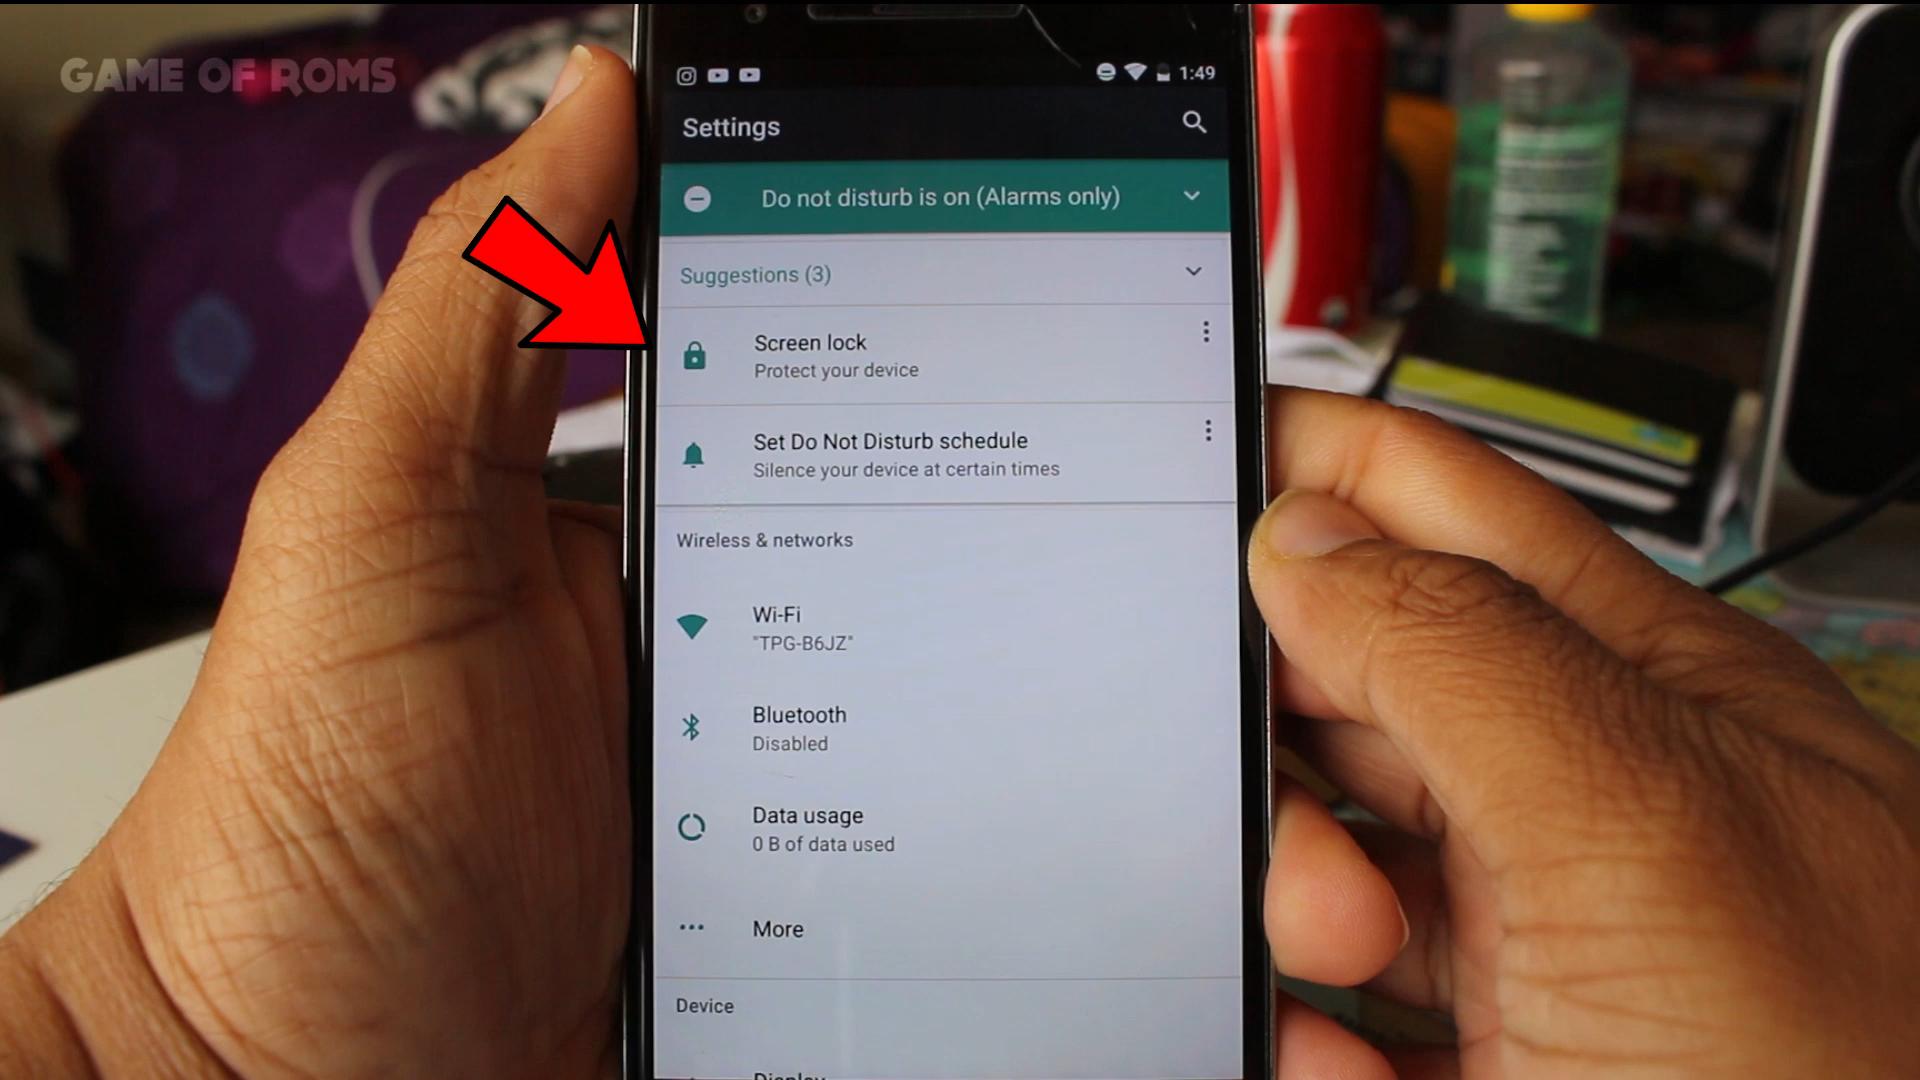 GAME OF ROMS
1:49
Settings
Do not disturb is on (Alarms only)
Suggestions (3)
Screen lock
Protect your device
Set Do Not Disturb schedule
Silence your device at certain times
Wireless & networks
Wi-Fi
"TPG-B6JZ"
Bluetooth
Disabled
Data usage
0 B of data used
More
Device
Display